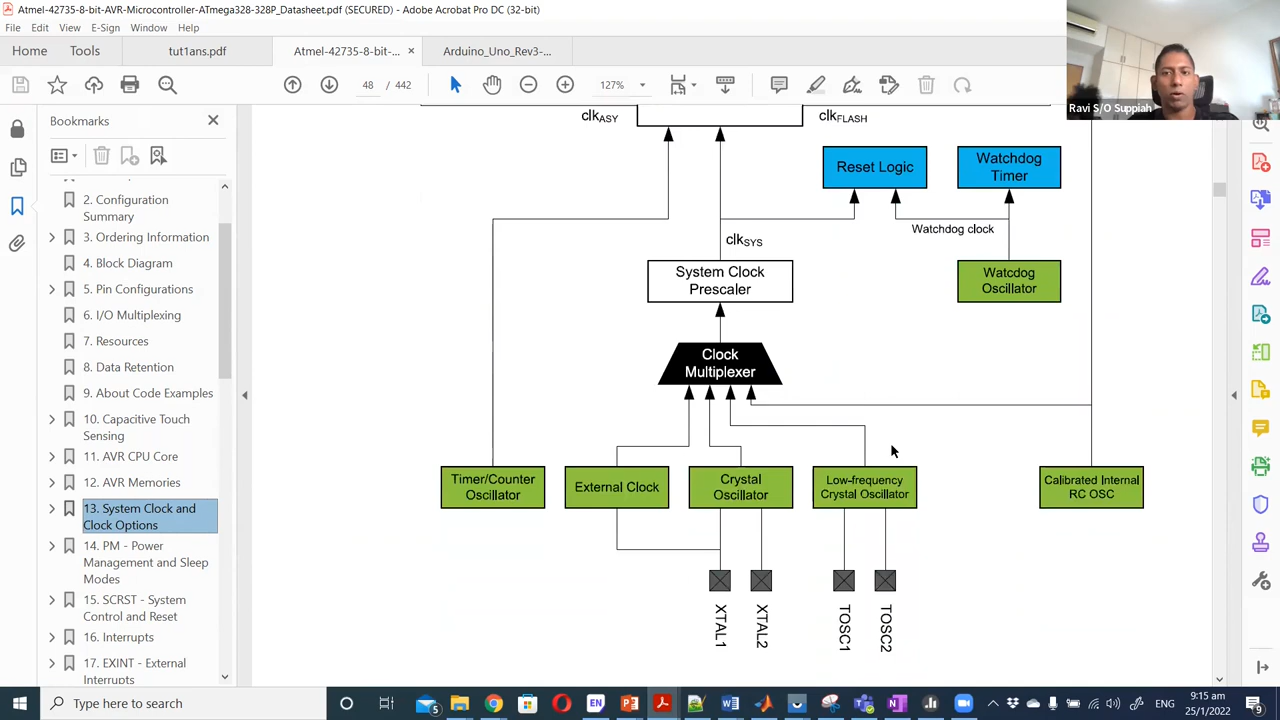 Atmel-42735-8-bit-AVR-Microcontroller-ATmega328-328P_Datasheet.pdf (SECURED) - Adobe Acrobat Pro DC (32-bit)
File Edit View E-Sign Window Help
Home Tools tut1ans.pdf Atmel-42735-8-bit-... Arduino_Uno_Rev3-...
48 / 442 127%
Ravi S/O Suppiah
Bookmarks
2. Configuration
Summary
3. Ordering Information
4. Block Diagram
5. Pin Configurations
6. I/O Multiplexing
7. Resources
8. Data Retention
9. About Code Examples
10. Capacitive Touch
Sensing
11. AVR CPU Core
12. AVR Memories
13. System Clock and
Clock Options
14. PM - Power
Management and Sleep
Modes
15. SCRST - System
Control and Reset
16. Interrupts
17. EXINT - External
Interrupts
clkASY
clkFLASH
Reset Logic
Watchdog
Timer
Watchdog clock
clkSYS
System Clock
Prescaler
Watcdog
Oscillator
Clock
Multiplexer
Timer/Counter
Oscillator
External Clock
Crystal
Oscillator
Low-frequency
Crystal Oscillator
Calibrated Internal
RC OSC
XTAL1
XTAL2
TOSC1
TOSC2
Type here to search
5
EN
ENG
9:15 am
25/1/2022
9